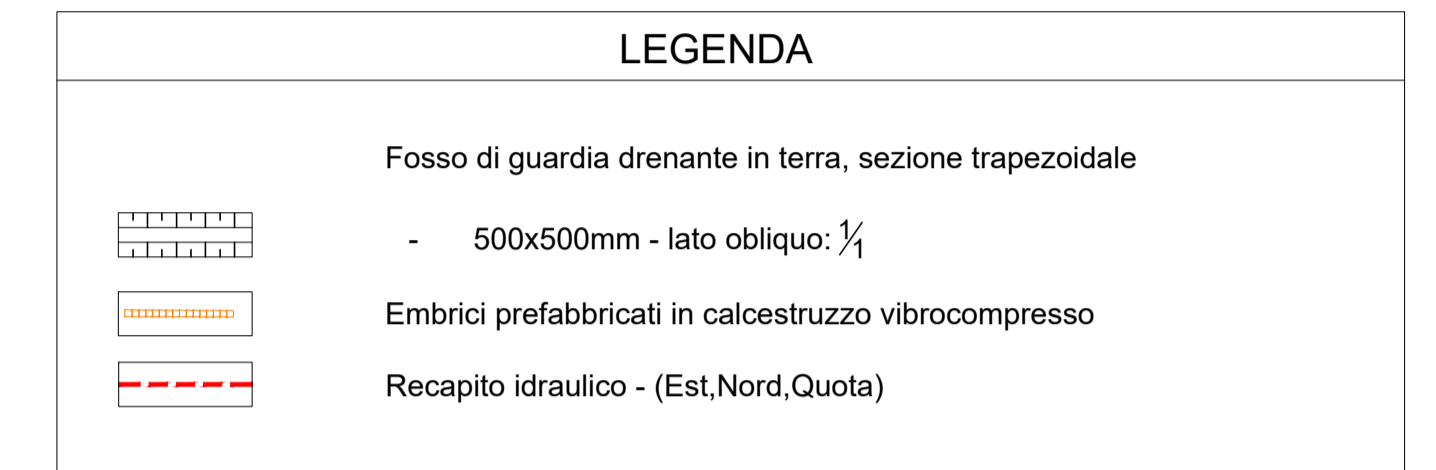 LEGENDA
Fosso di guardia drenante in terra, sezione trapezoidale
- 500x500mm - lato obliquo: 1/1
Embrici prefabbricati in calcestruzzo vibrocompresso
Recapito idraulico - (Est,Nord,Quota)